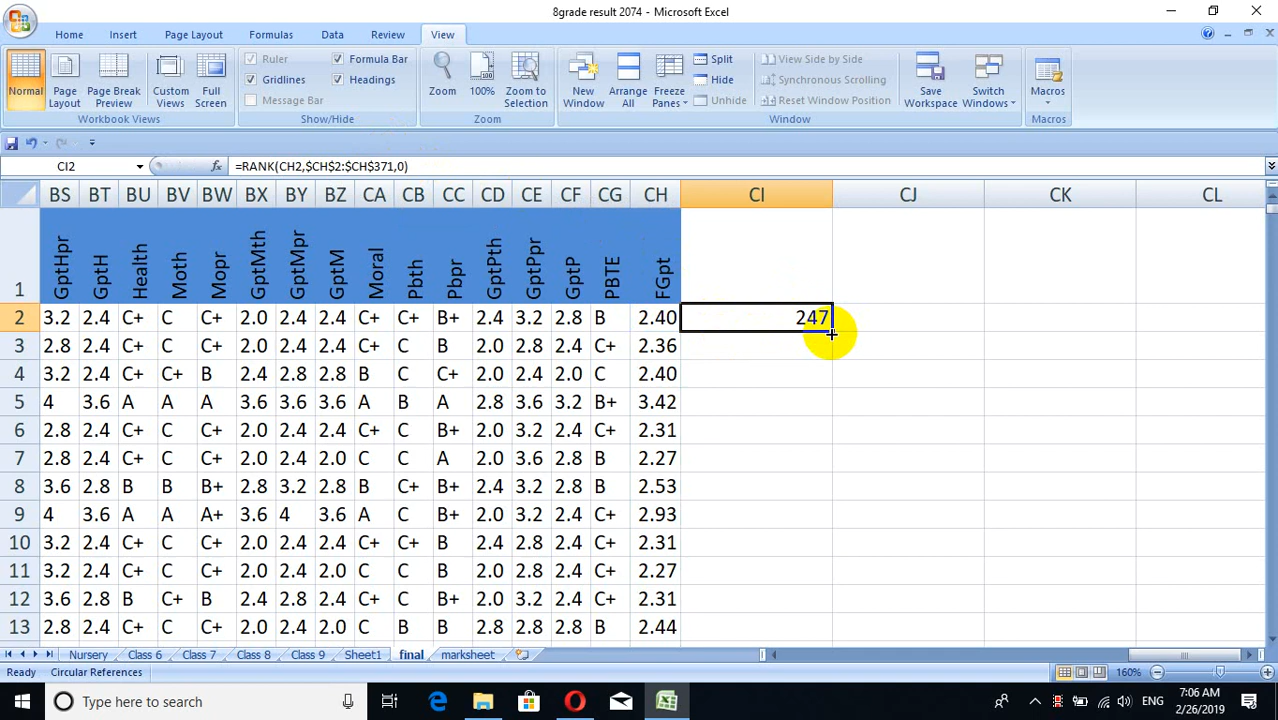 8grade result 2074 - Microsoft Excel
Home Insert Page Layout Formulas Data Review View
Normal Page Layout Page Break Preview Custom Views Full Screen
Ruler Formula Bar
Gridlines Headings
Message Bar
Zoom 100% Zoom to Selection
New Window Arrange All Freeze Panes
Split
Hide
Unhide
View Side by Side
Synchronous Scrolling
Reset Window Position
Save Workspace Switch Windows Macros
Workbook Views Show/Hide Zoom Window Macros
CI2 fx =RANK(CH2,$CH$2:$CH$371,0)
BS BT BU BV BW BX BY BZ CA CB CC CD CE CF CG CH CI CJ CK CL
1 GptHpr GptH Health Moth Mopr GptMth GptMpr GptM Moral Pbth Pbpr GptPth GptPpr GptP PBTE FGpt
2 3.2 2.4 C+ C C+ 2.0 2.4 2.4 C+ C+ B+ 2.4 3.2 2.8 B 2.40 247
3 2.8 2.4 C+ C C+ 2.0 2.4 2.4 C+ C B 2.0 2.8 2.4 C+ 2.36
4 3.2 2.4 C+ C+ B 2.4 2.8 2.8 B C C+ 2.0 2.4 2.0 C 2.40
5 4 3.6 A A A 3.6 3.6 3.6 A B A 2.8 3.6 3.2 B+ 3.42
6 2.8 2.4 C+ C C+ 2.0 2.4 2.4 C+ C B+ 2.0 3.2 2.4 C+ 2.31
7 2.8 2.4 C+ C C+ 2.0 2.4 2.0 C C A 2.0 3.6 2.8 B 2.27
8 3.6 2.8 B B B+ 2.8 3.2 2.8 B C+ B+ 2.4 3.2 2.8 B 2.53
9 4 3.6 A A A+ 3.6 4 3.6 A C B+ 2.0 3.2 2.4 C+ 2.93
10 3.2 2.4 C+ C C+ 2.0 2.4 2.4 C+ C+ B 2.4 2.8 2.4 C+ 2.31
11 3.2 2.4 C+ C C+ 2.0 2.4 2.4 C C B 2.0 2.8 2.4 C+ 2.27
12 3.6 2.8 B C+ B 2.4 2.8 2.4 C+ C B+ 2.0 3.2 2.4 C+ 2.31
13 2.8 2.4 C+ C C+ 2.0 2.4 2.0 C B B 2.8 2.8 2.8 B 2.44
Nursery Class 6 Class 7 Class 8 Class 9 Sheet1 final marksheet
Ready Circular References 160%
Type here to search ENG 7:06 AM
2/26/2019